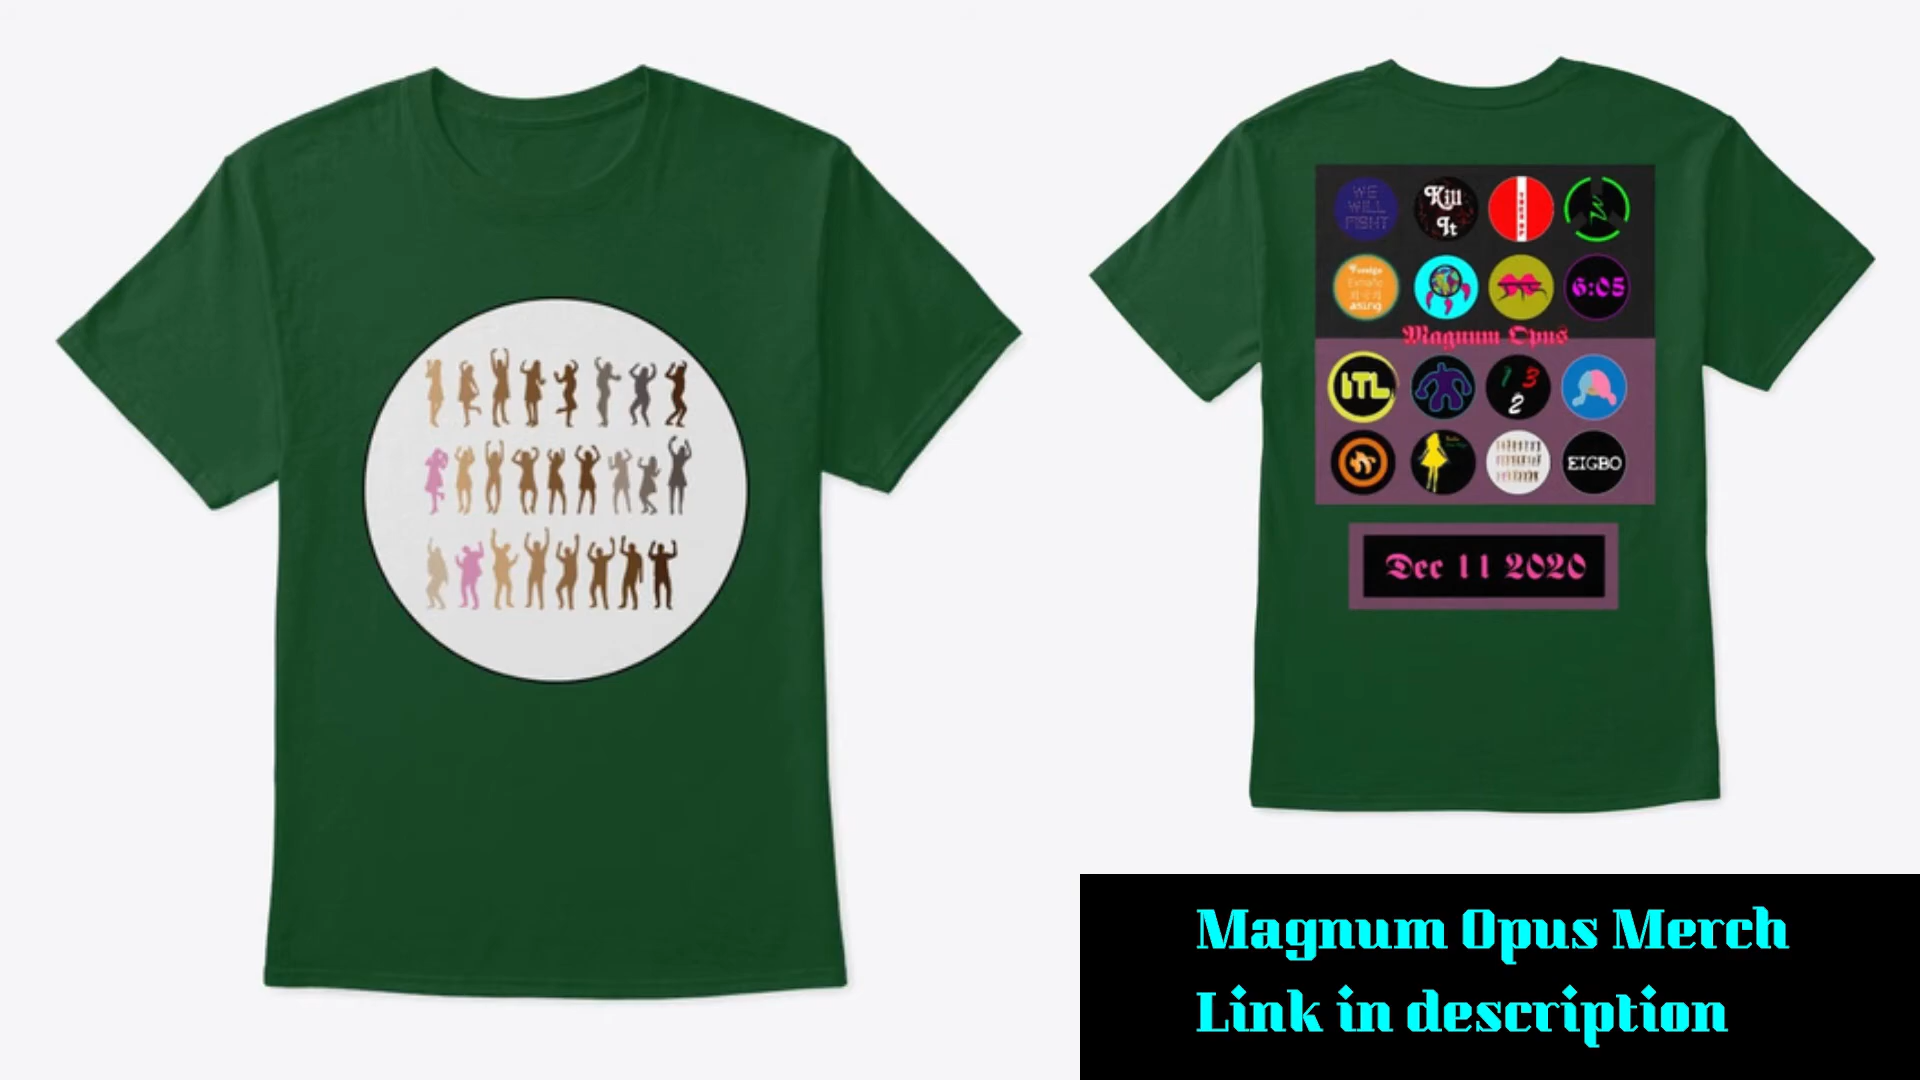 WE
WILL
FIGHT
Kill
It
6:05
Magnum Opus
1 3
2
EIGBO
Dec 11 2020
Magnum Opus Merch
Link in description